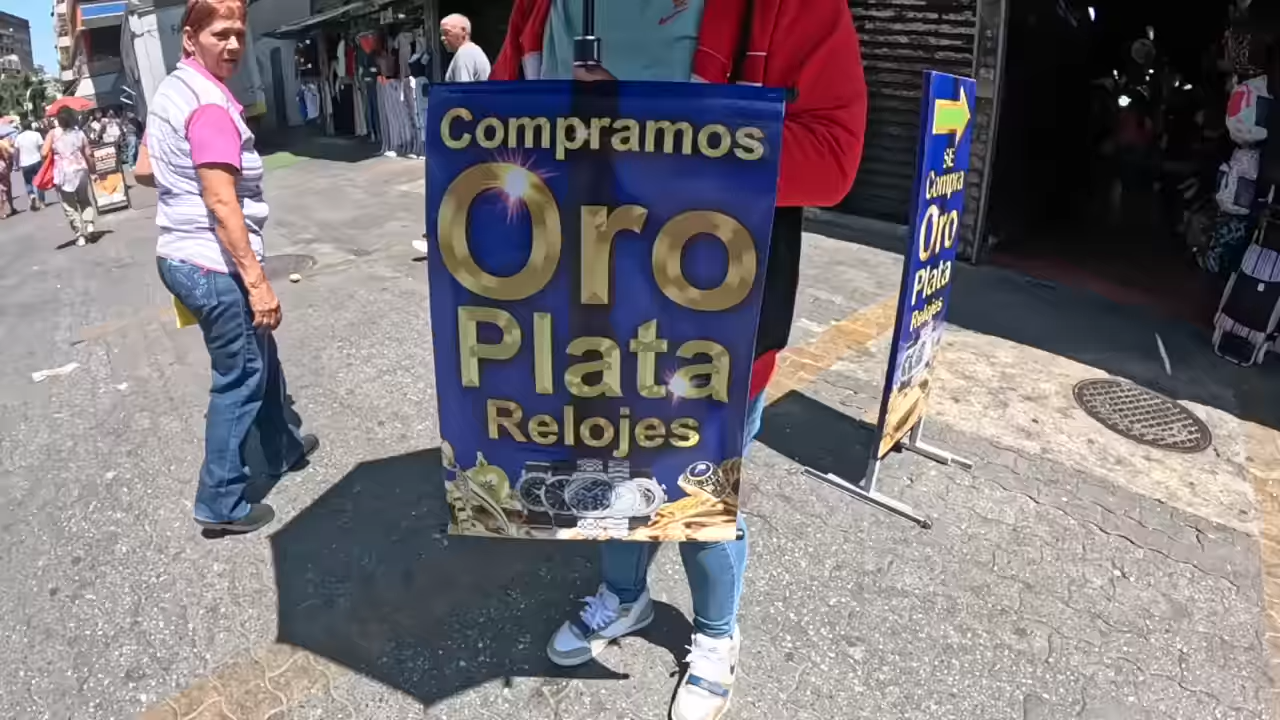 Compramos
Oro
Plata
Relojes
SE
Compra
Oro
Plata
Relojes